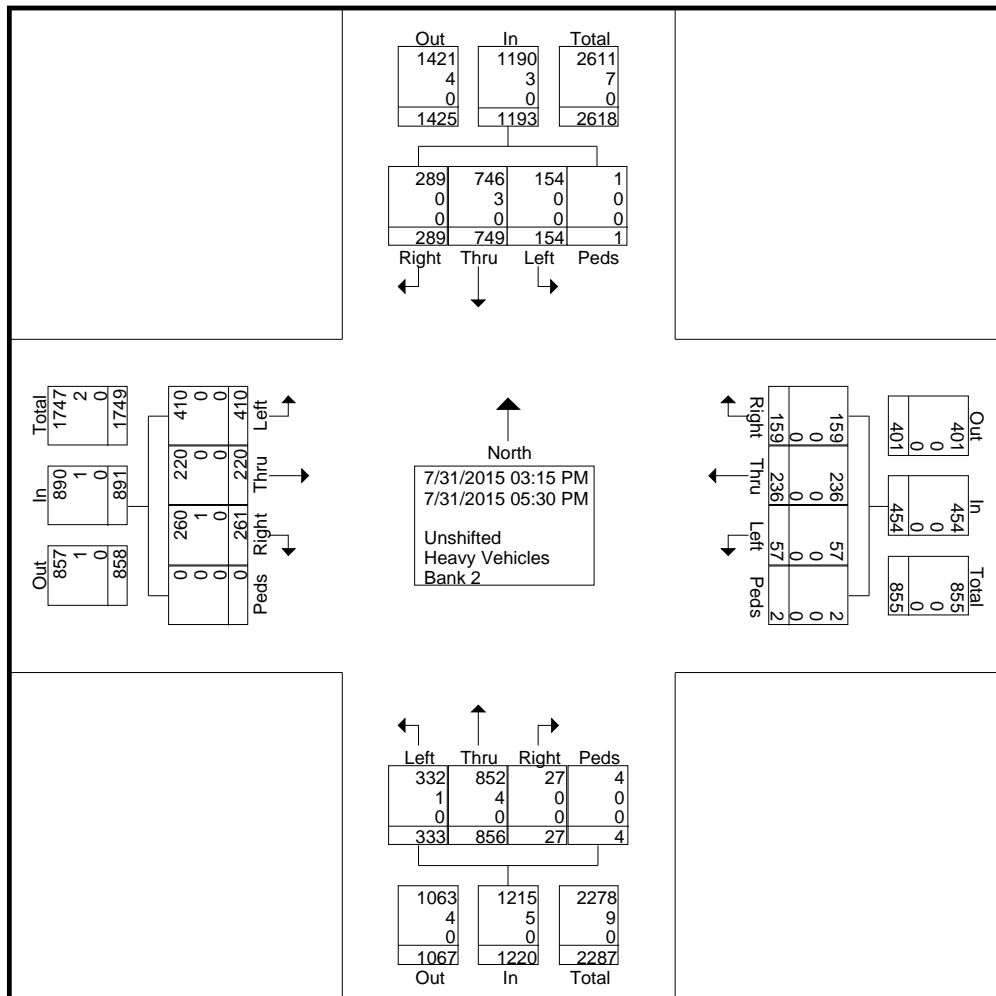 Out In Total
1421 1190 2611
4 3 7
0 0 0
1425 1193 2618
289 746 154 1
0 3 0 0
0 0 0 0
289 749 154 1
Right Thru Left Peds
Total
1747 2 0 1749
In
890 1 0 891
Out
857 1 0 858
410 0 0 410
Left
220 0 0 220
Thru
260 1 0 261
Right
0 0 0 0
Peds
North
7/31/2015 03:15 PM
7/31/2015 05:30 PM
Unshifted
Heavy Vehicles
Bank 2
Right
159 0 0 159
Thru
236 0 0 236
Left
57 0 0 57
Peds
2 0 0 2
Out
401 0 0 401
In
454 0 0 454
Total
855 0 0 855
Left Thru Right Peds
332 852 27 4
1 4 0 0
0 0 0 0
333 856 27 4
1063 1215 2278
4 5 9
0 0 0
1067 1220 2287
Out In Total